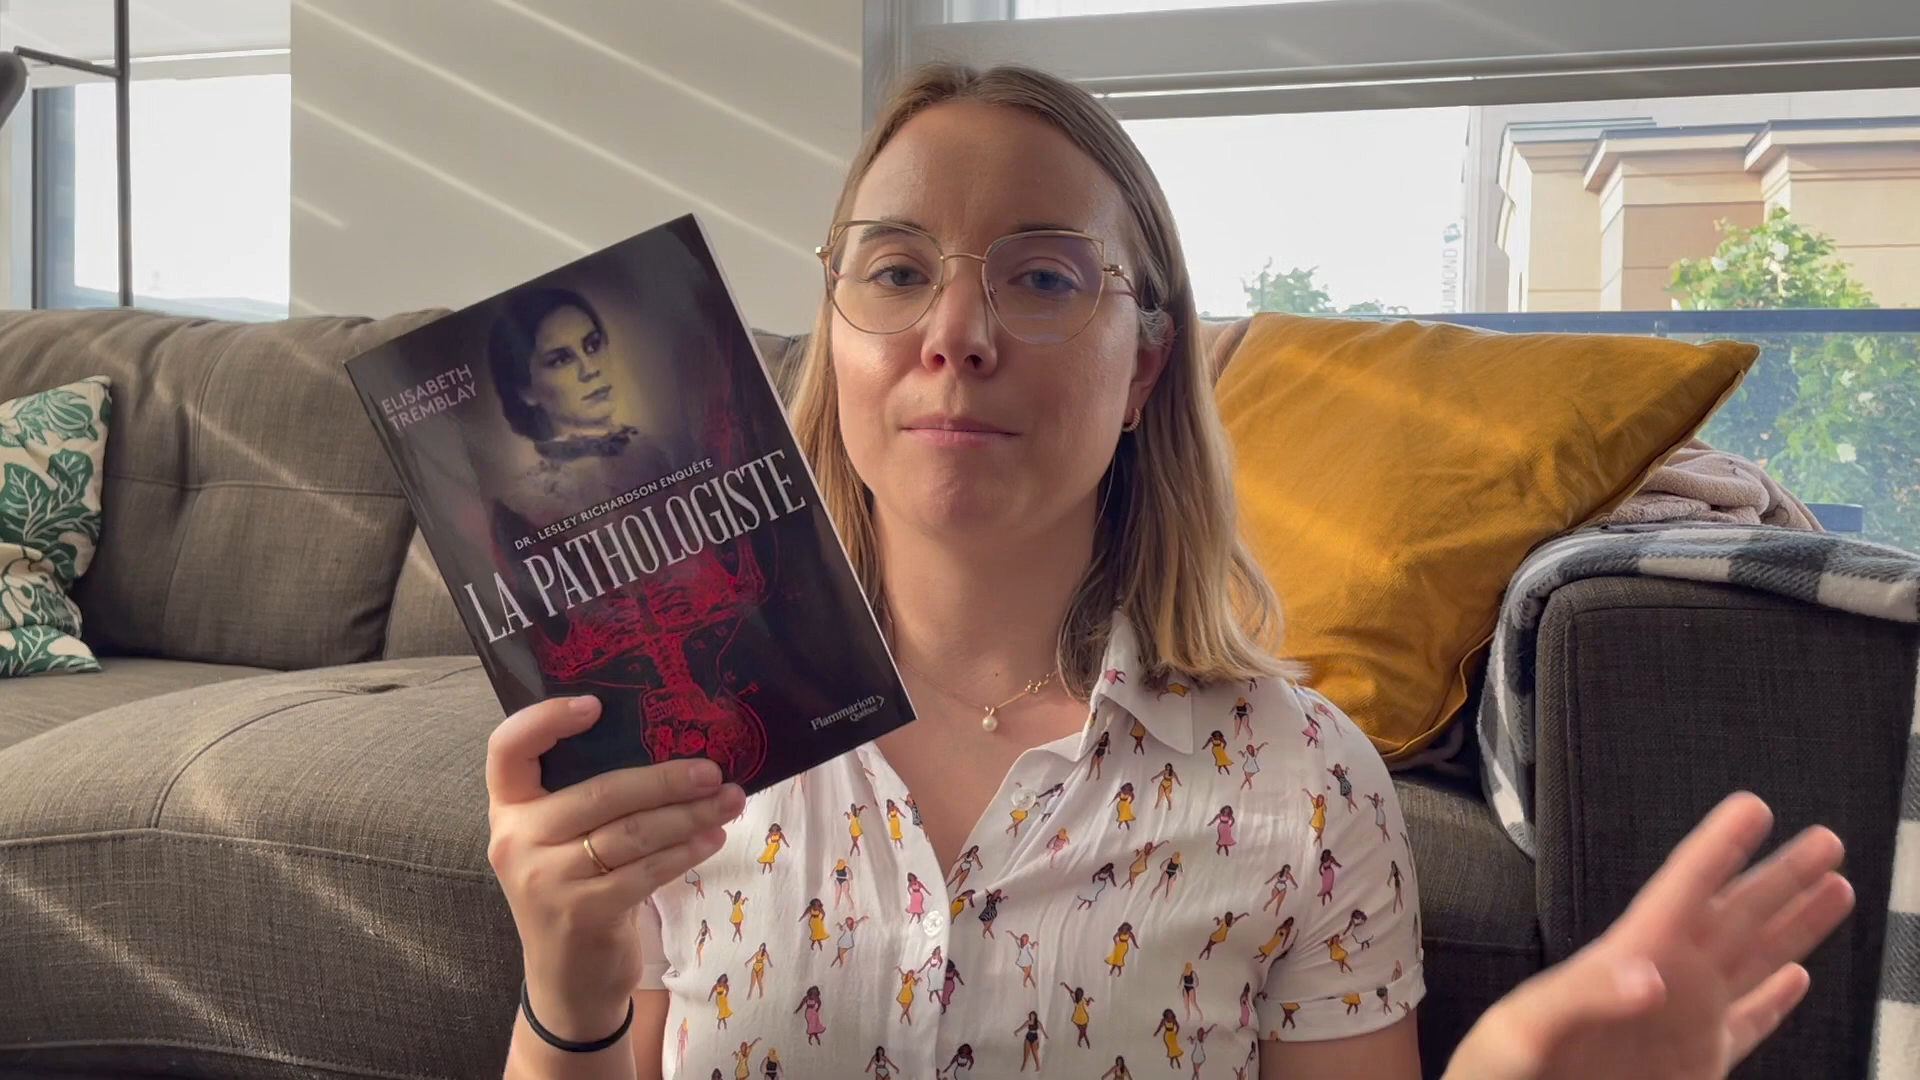 ELISABETH
TREMBLAY
DR. LESLEY RICHARDSON ENQUÊTE
LA PATHOLOGISTE
Flammarion
Québec